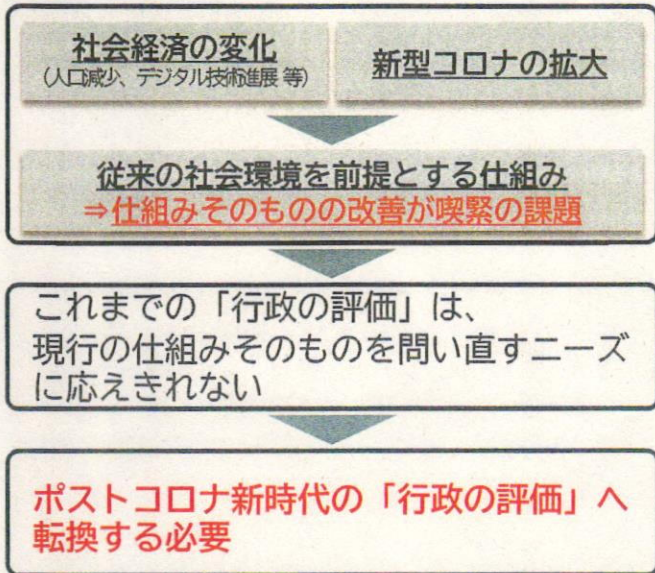 社会経済の変化
(人口減少、デジタル技術進展 等)
新型コロナの拡大
従来の社会環境を前提とする仕組み
⇒仕組みそのものの改善が喫緊の課題
これまでの「行政の評価」は、
現行の仕組みそのものを問い直すニーズ
に応えきれない
ポストコロナ新時代の「行政の評価」へ
転換する必要